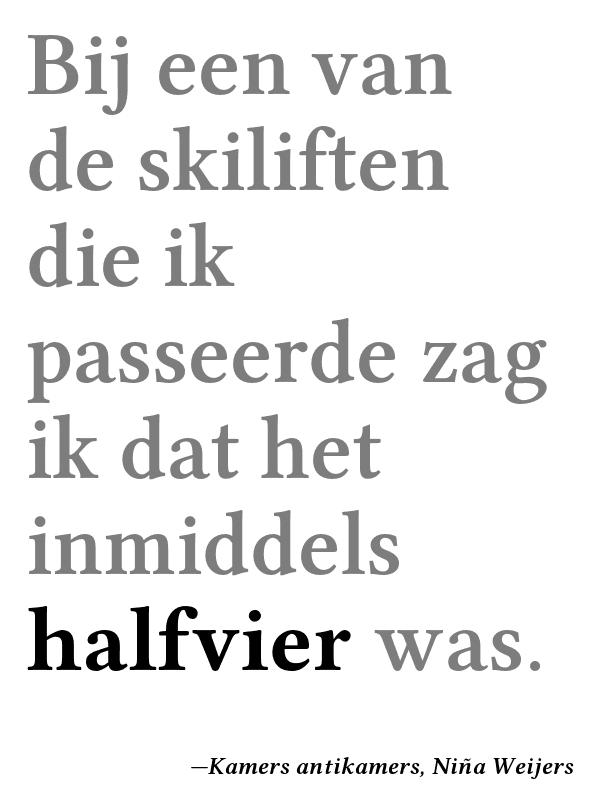 Bij een van
de skiliften
die ik
passeerde zag
ik dat het
inmiddels
halfvier was.
—Kamers antikamers, Niña Weijers